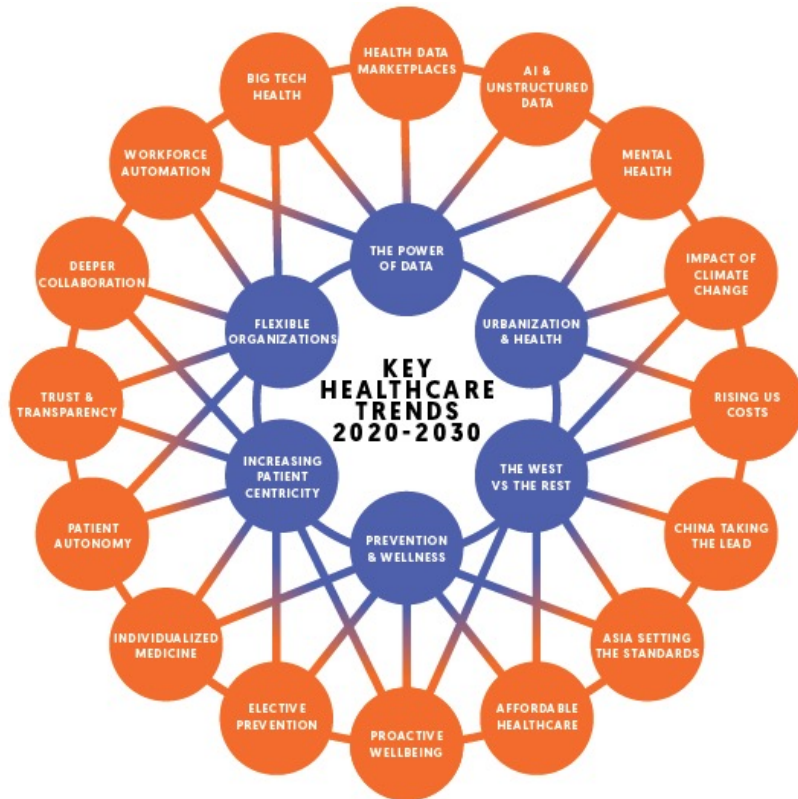 HEALTH DATA
MARKETPLACES
AI &
UNSTRUCTURED
DATA
MENTAL
HEALTH
IMPACT OF
CLIMATE
CHANGE
RISING US
COSTS
CHINA TAKING
THE LEAD
ASIA SETTING
THE STANDARDS
AFFORDABLE
HEALTHCARE
PROACTIVE
WELLBEING
ELECTIVE
PREVENTION
INDIVIDUALIZED
MEDICINE
PATIENT
AUTONOMY
TRUST &
TRANSPARENCY
DEEPER
COLLABORATION
WORKFORCE
AUTOMATION
BIG TECH
HEALTH
THE POWER
OF DATA
URBANIZATION
& HEALTH
THE WEST
VS THE REST
PREVENTION
& WELLNESS
INCREASING
PATIENT
CENTRICITY
FLEXIBLE
ORGANIZATIONS
KEY
HEALTHCARE
TRENDS
2020-2030